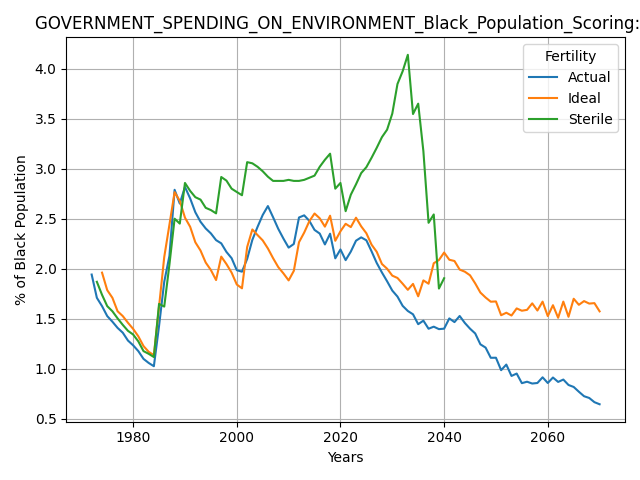 GOVERNMENT_SPENDING_ON_ENVIRONMENT_Black_Population_Scoring:
Fertility
Actual
Ideal
Sterile
% of Black Population
4.0
3.5
3.0
2.5
2.0
1.5
1.0
0.5
1980 2000 2020 2040 2060
Years